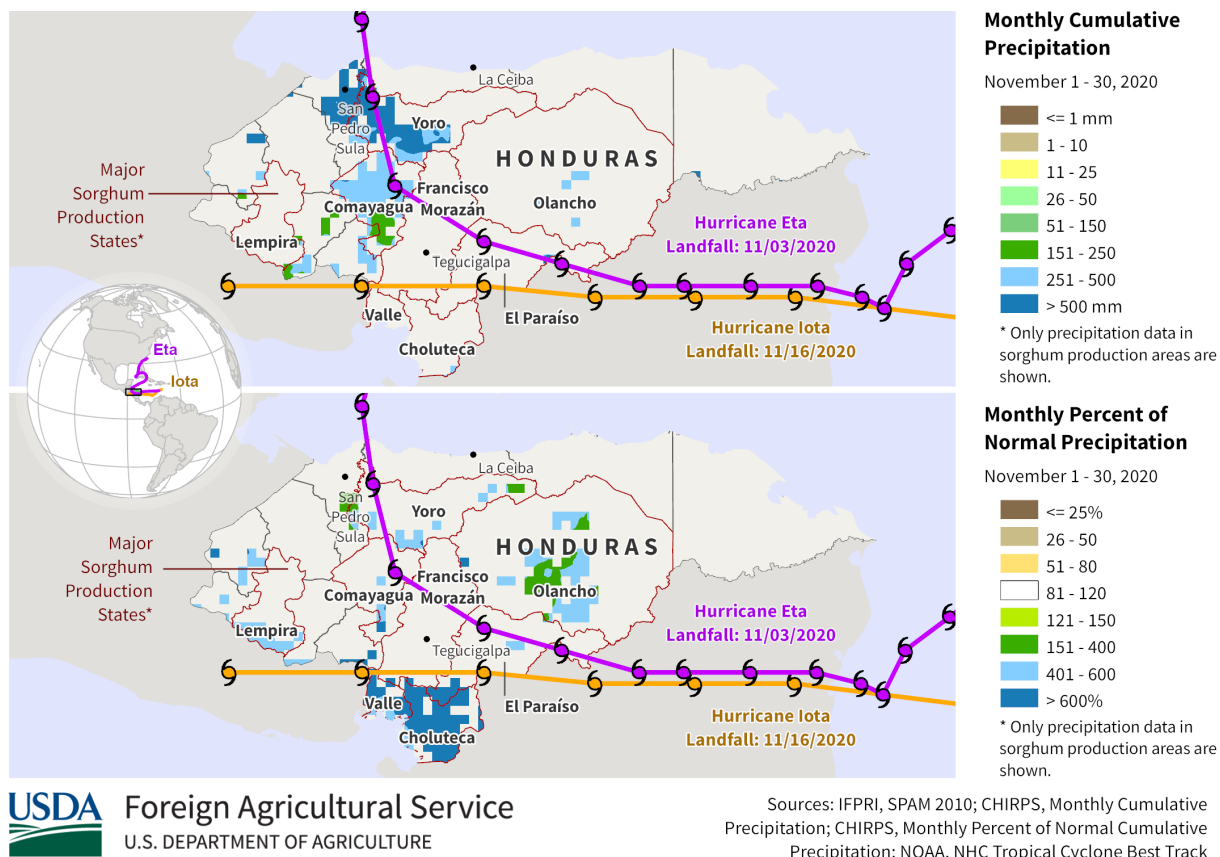 Monthly Cumulative
Precipitation
November 1 - 30, 2020
<= 1 mm
1 - 10
11 - 25
26 - 50
51 - 150
151 - 250
251 - 500
> 500 mm
* Only precipitation data in
sorghum production areas are
shown.
La Ceiba
San
Pedro
Sula
Yoro
HONDURAS
Major
Sorghum
Production
States*
Francisco
Morazán
Comayagua
Olancho
Lempira
Hurricane Eta
Landfall: 11/03/2020
Tegucigalpa
Valle
El Paraíso
Hurricane Iota
Landfall: 11/16/2020
Choluteca
Eta
Iota
Monthly Percent of
Normal Precipitation
November 1 - 30, 2020
<= 25%
26 - 50
51 - 80
81 - 120
121 - 150
151 - 400
401 - 600
> 600%
* Only precipitation data in
sorghum production areas are
shown.
La Ceiba
San
Pedro
Sula
Yoro
HONDURAS
Major
Sorghum
Production
States*
Francisco
Morazán
Comayagua
Olancho
Lempira
Hurricane Eta
Landfall: 11/03/2020
Tegucigalpa
Valle
El Paraíso
Hurricane Iota
Landfall: 11/16/2020
Choluteca
USDA
Foreign Agricultural Service
U.S. DEPARTMENT OF AGRICULTURE
Sources: IFPRI, SPAM 2010; CHIRPS, Monthly Cumulative
Precipitation; CHIRPS, Monthly Percent of Normal Cumulative
Precipitation; NOAA, NHC Tropical Cyclone Best Track